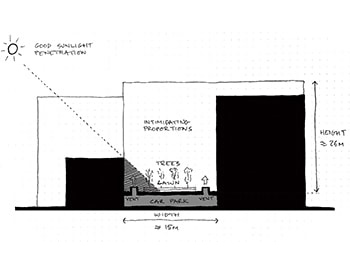 GOOD SUNLIGHT
PENETRATION
INTIMIDATING
PROPORTIONS
TREES
LAWN
HEIGHT
≈ 26m
VENT
CAR PARK
VENT
WIDTH
≈ 15m